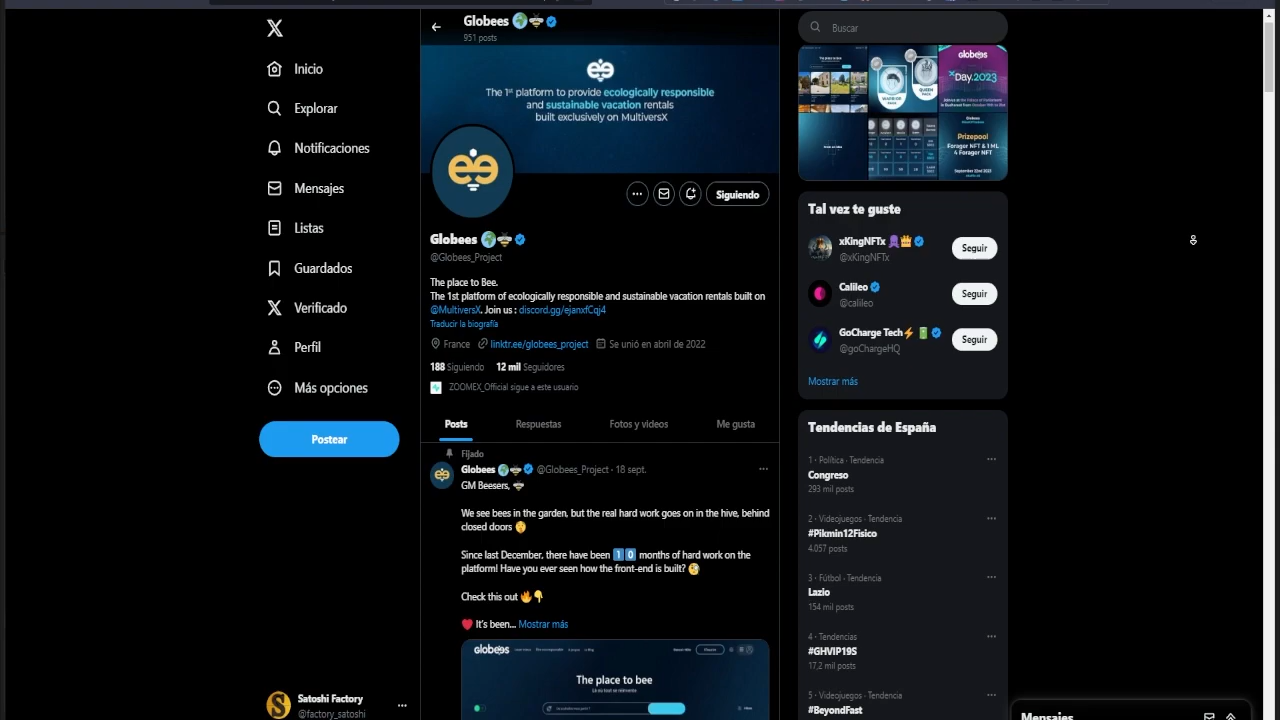 Inicio
Explorar
Notificaciones
Mensajes
Listas
Guardados
Verificado
Perfil
Más opciones
Postear
Satoshi Factory
@factory_satoshi
Globees
951 posts
The 1st platform to provide ecologically responsible
and sustainable vacation rentals
built exclusively on MultiversX
Siguiendo
Globees
@Globees_Project
The place to Bee.
The 1st platform of ecologically responsible and sustainable vacation rentals built on
@MultiversX. Join us : discord.gg/ejanxfCqj4
Traducir la biografía
France linktr.ee/globees_project Se unió en abril de 2022
188 Siguiendo 12 mil Seguidores
ZOOMEX_Official sigue a este usuario
Posts Respuestas Fotos y videos Me gusta
Fijado
Globees @Globees_Project · 18 sept.
GM Beesers, 🐝
We see bees in the garden, but the real hard work goes on in the hive, behind
closed doors 🤫
Since last December, there have been 1️⃣0️⃣ months of hard work on the
platform! Have you ever seen how the front-end is built? 🧐
Check this out 🔥👇
❤️ It's been... Mostrar más
globees
The place to bee
Buscar
globees
Day.2023
WARRIOR
QUEEN
Globees
Prizepool
Forager NFT & 1 ML
4 Forager NFT
September 22nd 2023
Tal vez te guste
xKingNFTx
@xKingNFTx
Seguir
Calileo
@calileo
Seguir
GoCharge Tech⚡🔋
@goChargeHQ
Seguir
Mostrar más
Tendencias de España
1 · Política · Tendencia
Congreso
293 mil posts
2 · Videojuegos · Tendencia
#Pikmin12Fisico
4.057 posts
3 · Fútbol · Tendencia
Lazio
154 mil posts
4 · Tendencias
#GHVIP19S
17,2 mil posts
5 · Videojuegos · Tendencia
#BeyondFast
Mensajes